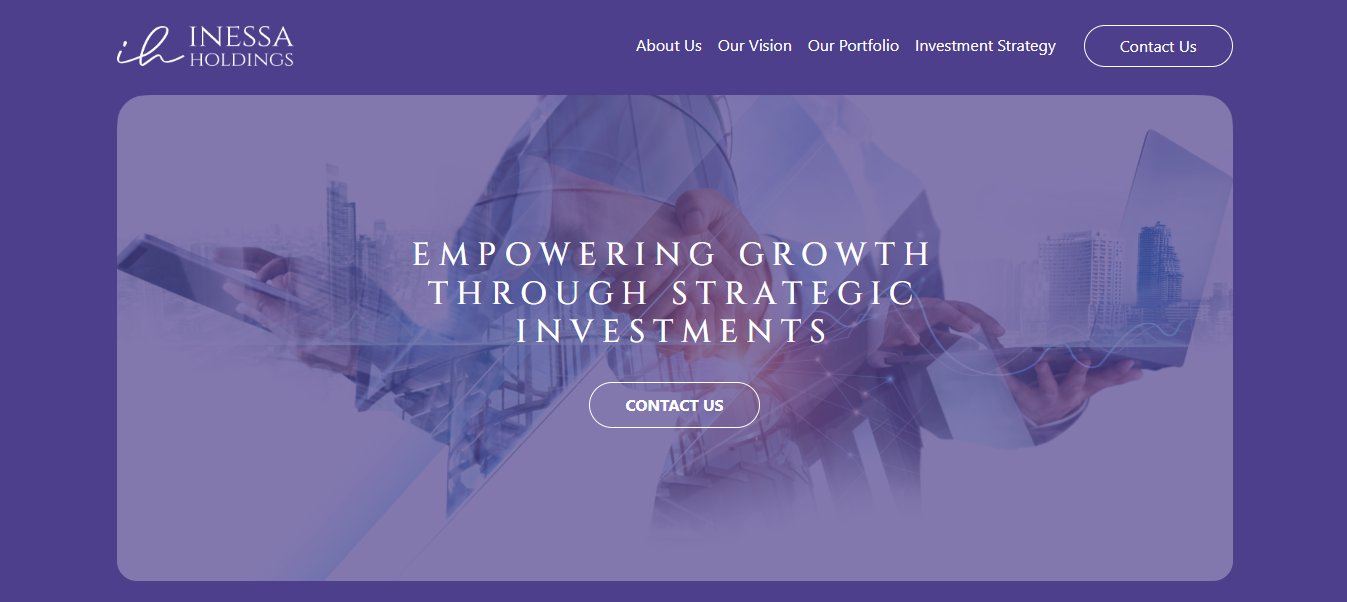 ih INESSA
HOLDINGS
About Us Our Vision Our Portfolio Investment Strategy Contact Us
EMPOWERING GROWTH
THROUGH STRATEGIC
INVESTMENTS
CONTACT US